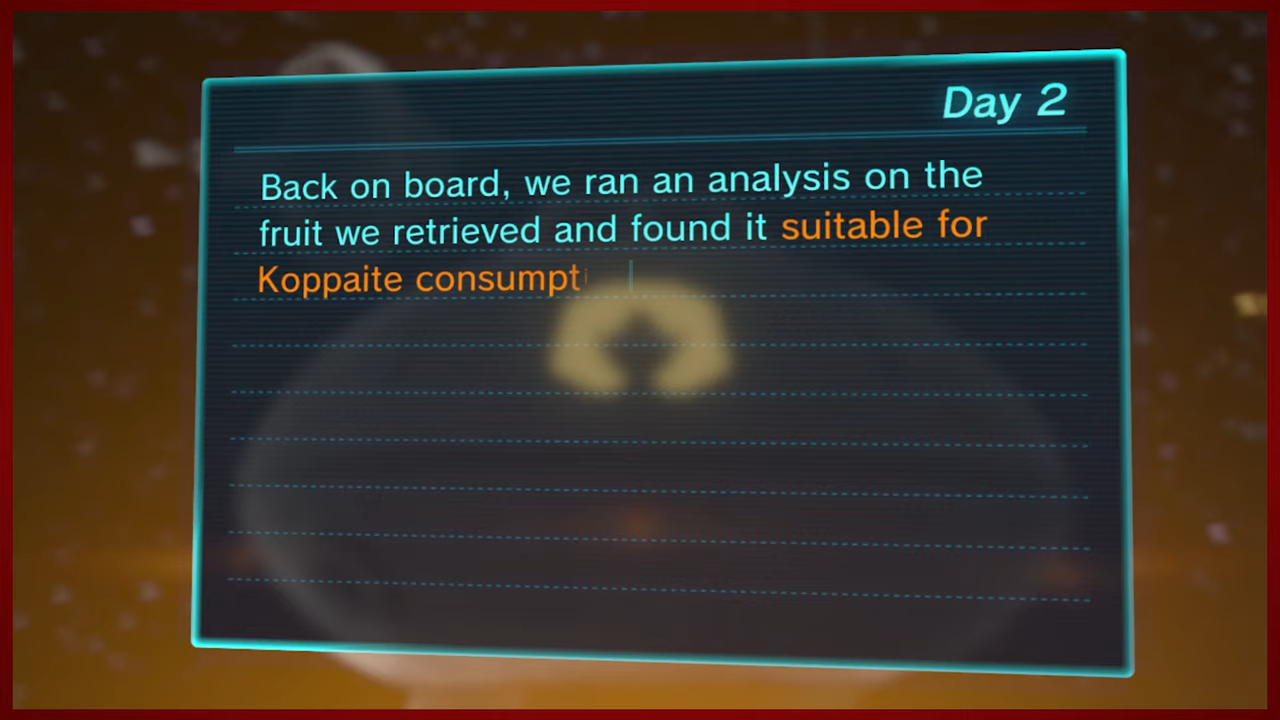 Day 2
Back on board, we ran an analysis on the
fruit we retrieved and found it suitable for
Koppaite consumpti